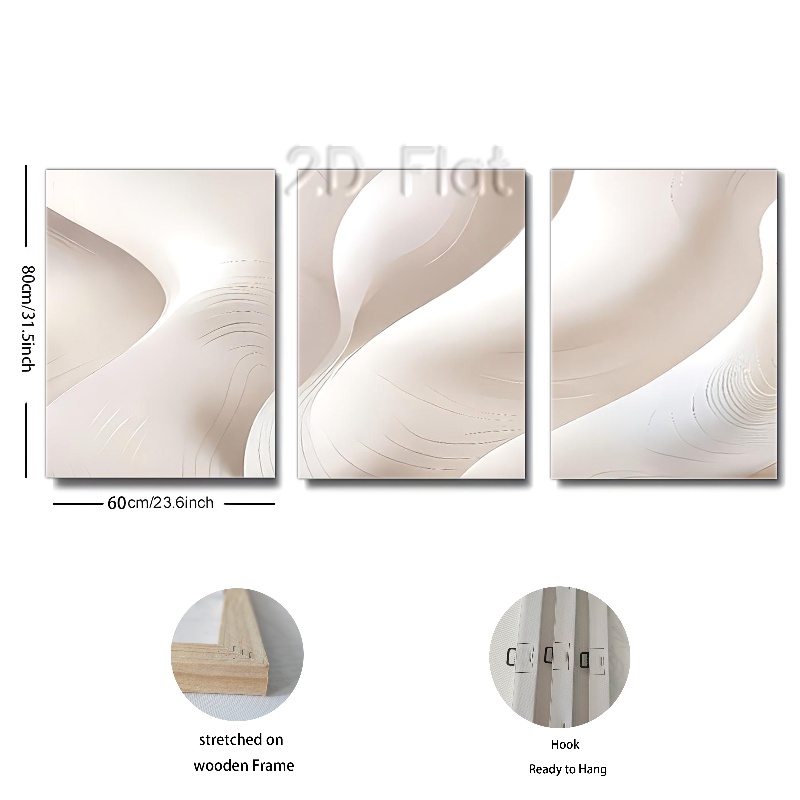 2D Flat
80cm/31.5inch
60cm/23.6inch
stretched on
wooden Frame
Hook
Ready to Hang